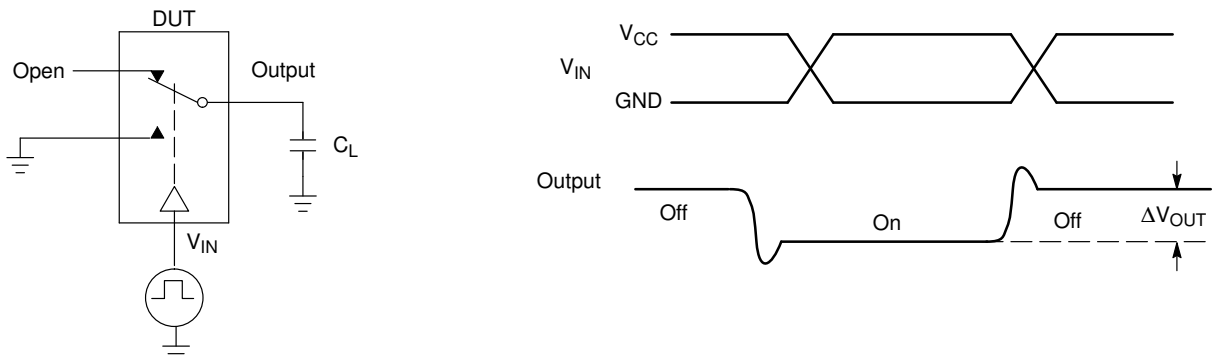 DUT
Open
Output
C_L
V_IN
V_CC
V_IN
GND
Output
Off
On
Off
ΔV_OUT